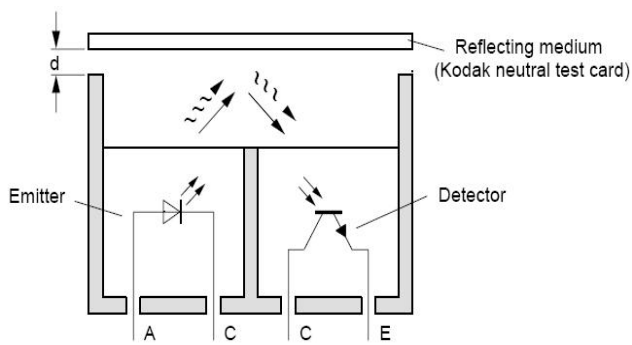 Reflecting medium
(Kodak neutral test card)
d
Emitter
Detector
A
C
C
E